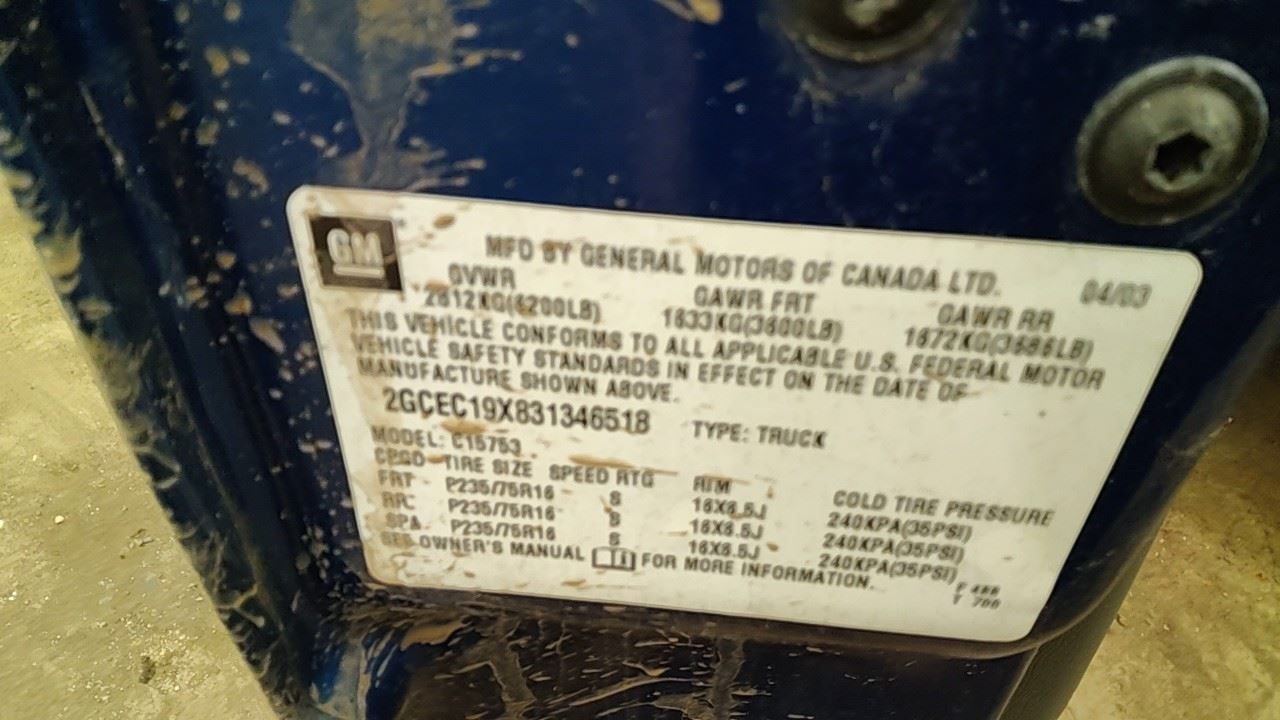 GM
MFD BY GENERAL MOTORS OF CANADA LTD. 04/03
GVWR GAWR FRT GAWR RR
2812KG(6200LB) 1633KG(3600LB) 1672KG(3686LB)
THIS VEHICLE CONFORMS TO ALL APPLICABLE U.S. FEDERAL MOTOR
VEHICLE SAFETY STANDARDS IN EFFECT ON THE DATE OF
MANUFACTURE SHOWN ABOVE.
2GCEC19X831346518 TYPE: TRUCK
MODEL: C15753
TIRE SIZE SPEED RTG RIM COLD TIRE PRESSURE
FRT P235/75R16 S 16X6.5J 240KPA(35PSI)
P235/75R16 S 16X6.5J 240KPA(35PSI)
SPA P235/75R16 S 16X6.5J 240KPA(35PSI)
SEE OWNER'S MANUAL FOR MORE INFORMATION.
T 700